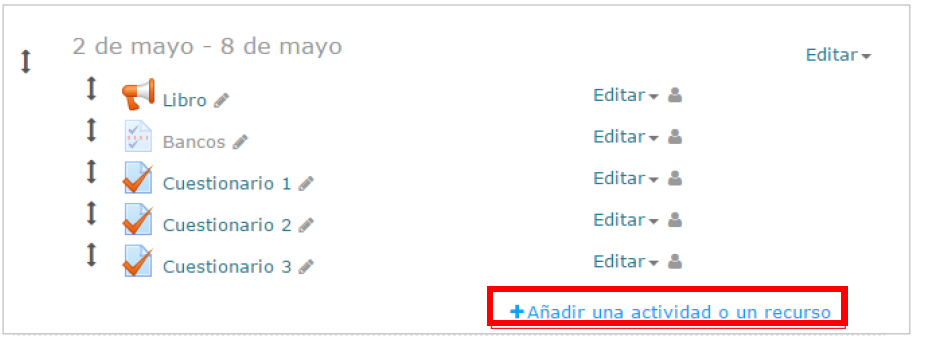 2 de mayo - 8 de mayo
Editar
Libro Editar
Bancos Editar
Cuestionario 1 Editar
Cuestionario 2 Editar
Cuestionario 3 Editar
+Añadir una actividad o un recurso